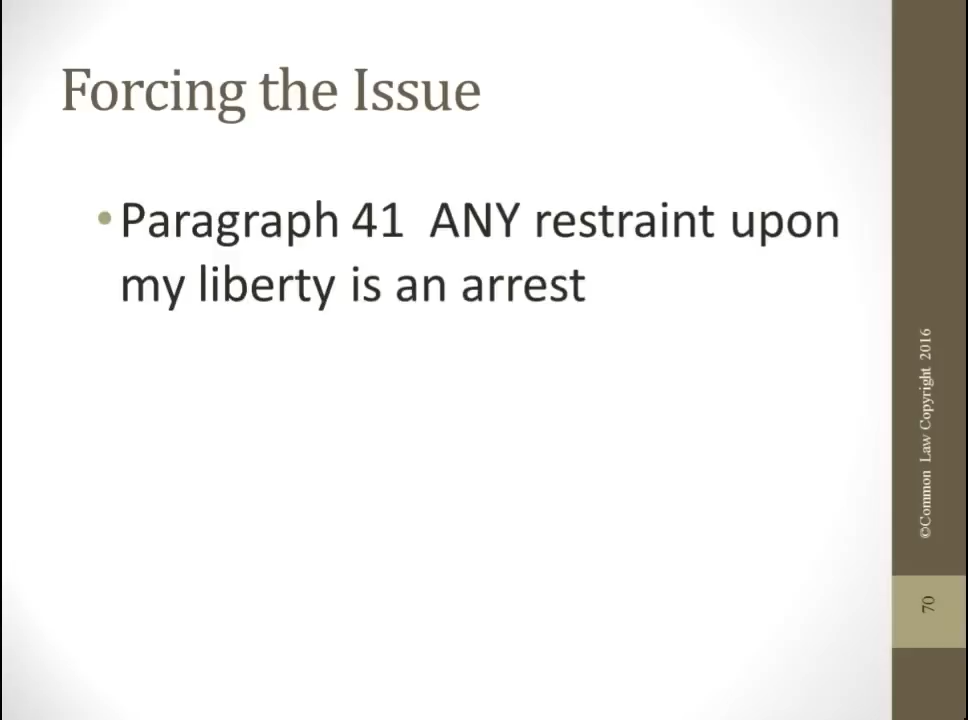 Forcing the Issue
•Paragraph 41 ANY restraint upon
my liberty is an arrest
©Common Law Copyright 2016
70